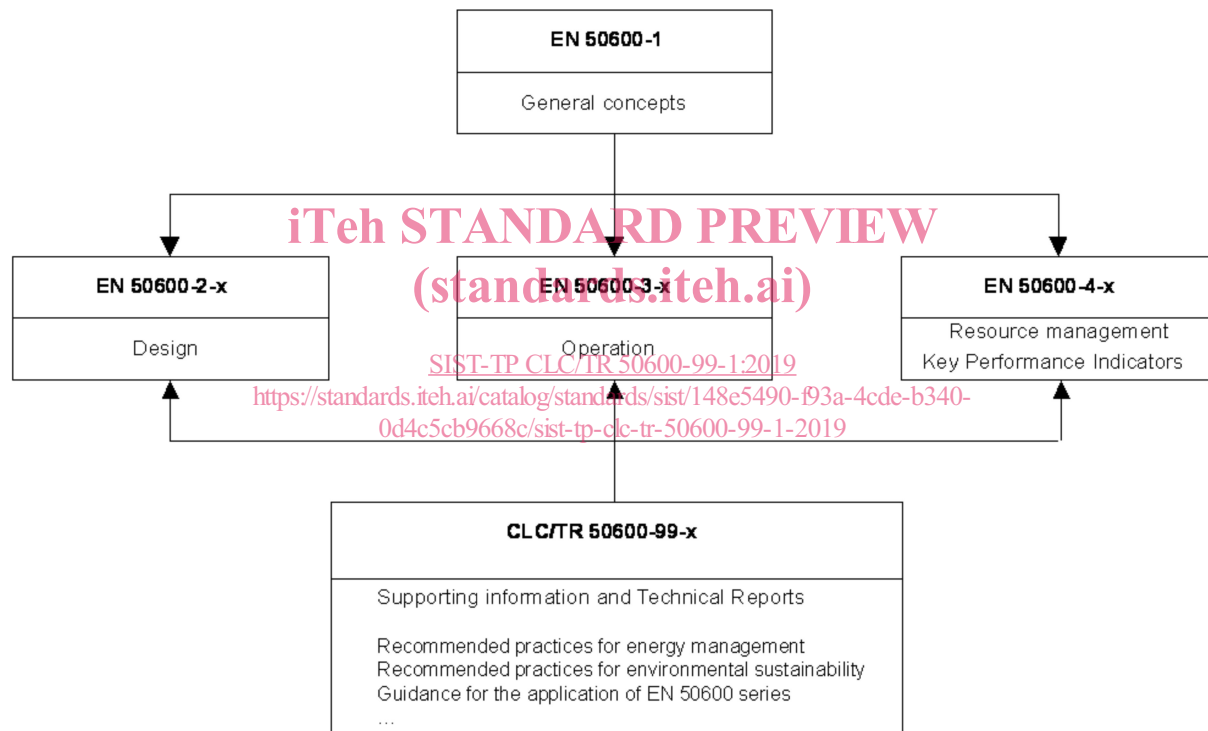 EN 50600-1
General concepts
iTeh STANDARD PREVIEW
(standards.iteh.ai)
EN 50600-2-x
EN 50600-3-x
EN 50600-4-x
Design
Operation
Resource management
Key Performance Indicators
SIST-TP CLC/TR 50600-99-1:2019
https://standards.iteh.ai/catalog/standards/sist/148e5490-f93a-4cde-b340-
0d4c5cb9668c/sist-tp-clc-tr-50600-99-1-2019
CLC/TR 50600-99-x
Supporting information and Technical Reports
Recommended practices for energy management
Recommended practices for environmental sustainability
Guidance for the application of EN 50600 series
...